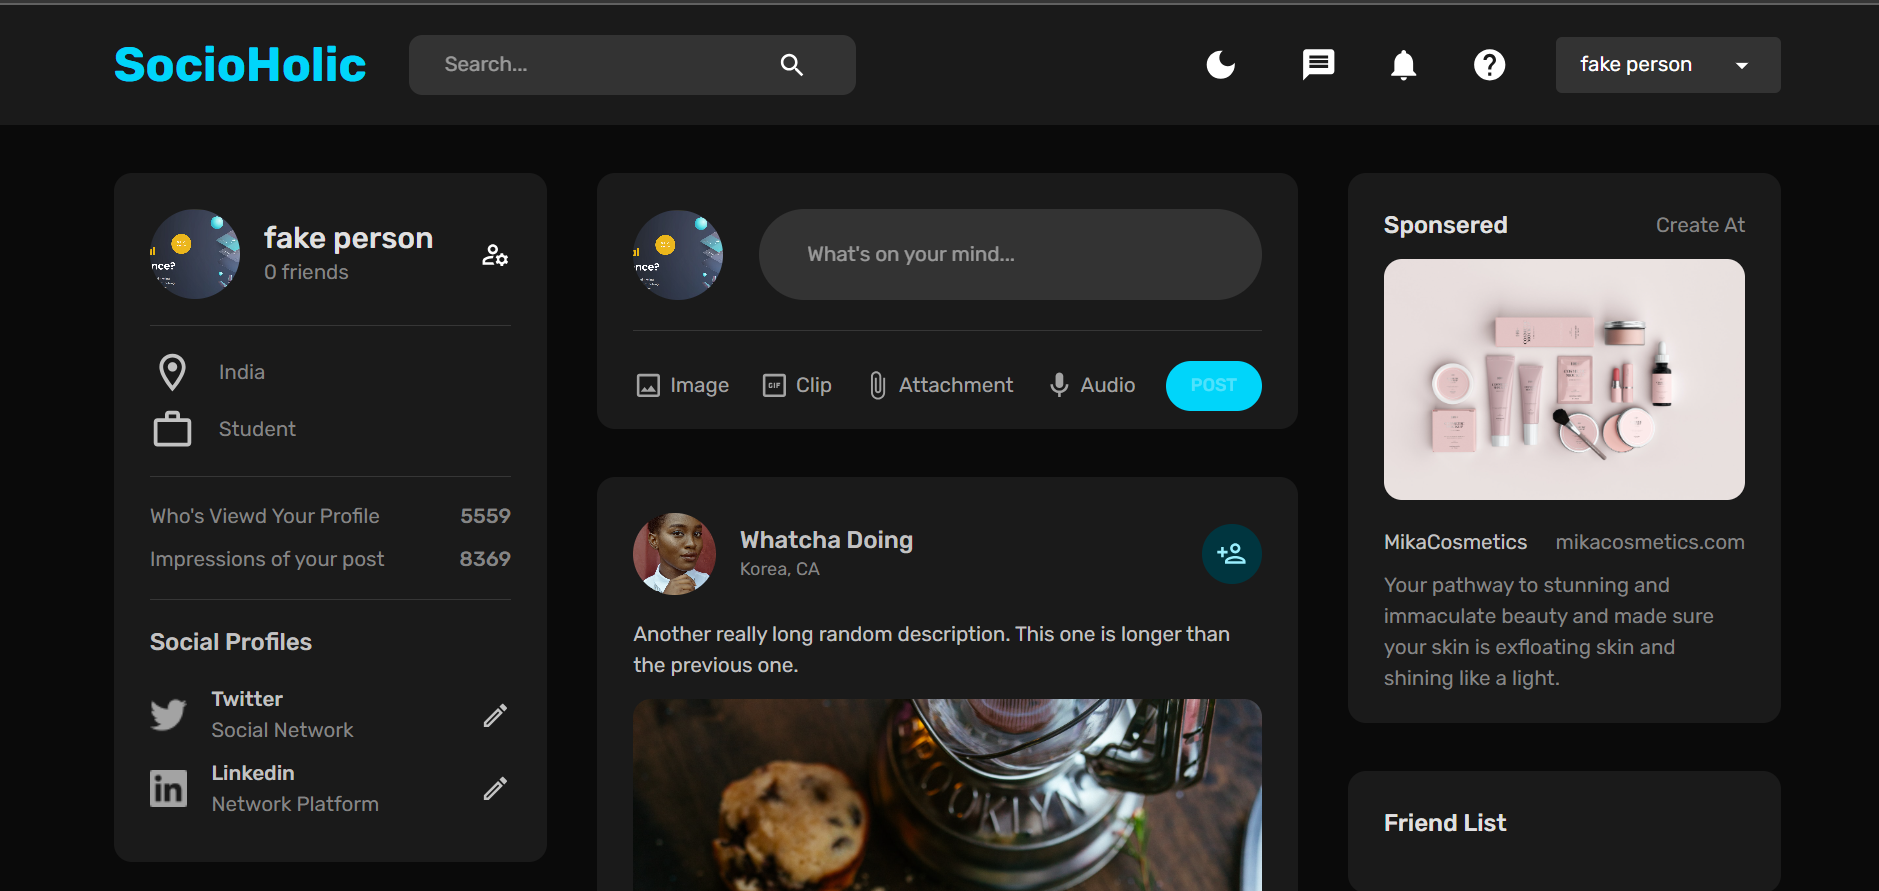 SocioHolic
Search...
fake person
fake person
0 friends
India
Student
Who's Viewd Your Profile 5559
Impressions of your post 8369
Social Profiles
Twitter
Social Network
Linkedin
Network Platform
nce?
What's on your mind...
nce?
Image
GIF
Clip
Attachment
Audio
POST
Whatcha Doing
Korea, CA
Another really long random description. This one is longer than
the previous one.
OOKLYN
Sponsered
Create At
MikaCosmetics
mikacosmetics.com
Your pathway to stunning and
immaculate beauty and made sure
your skin is exfloating skin and
shining like a light.
Friend List